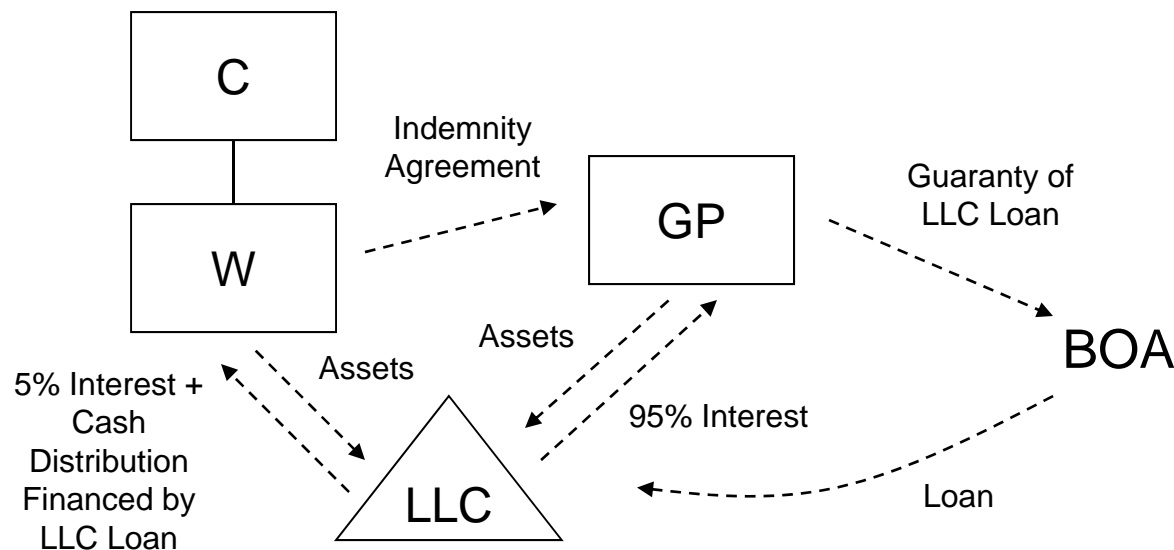 C
Indemnity
Agreement
W
GP
Guaranty of
LLC Loan
Assets
Assets
BOA
5% Interest +
Cash
Distribution
Financed by
LLC Loan
95% Interest
LLC
Loan